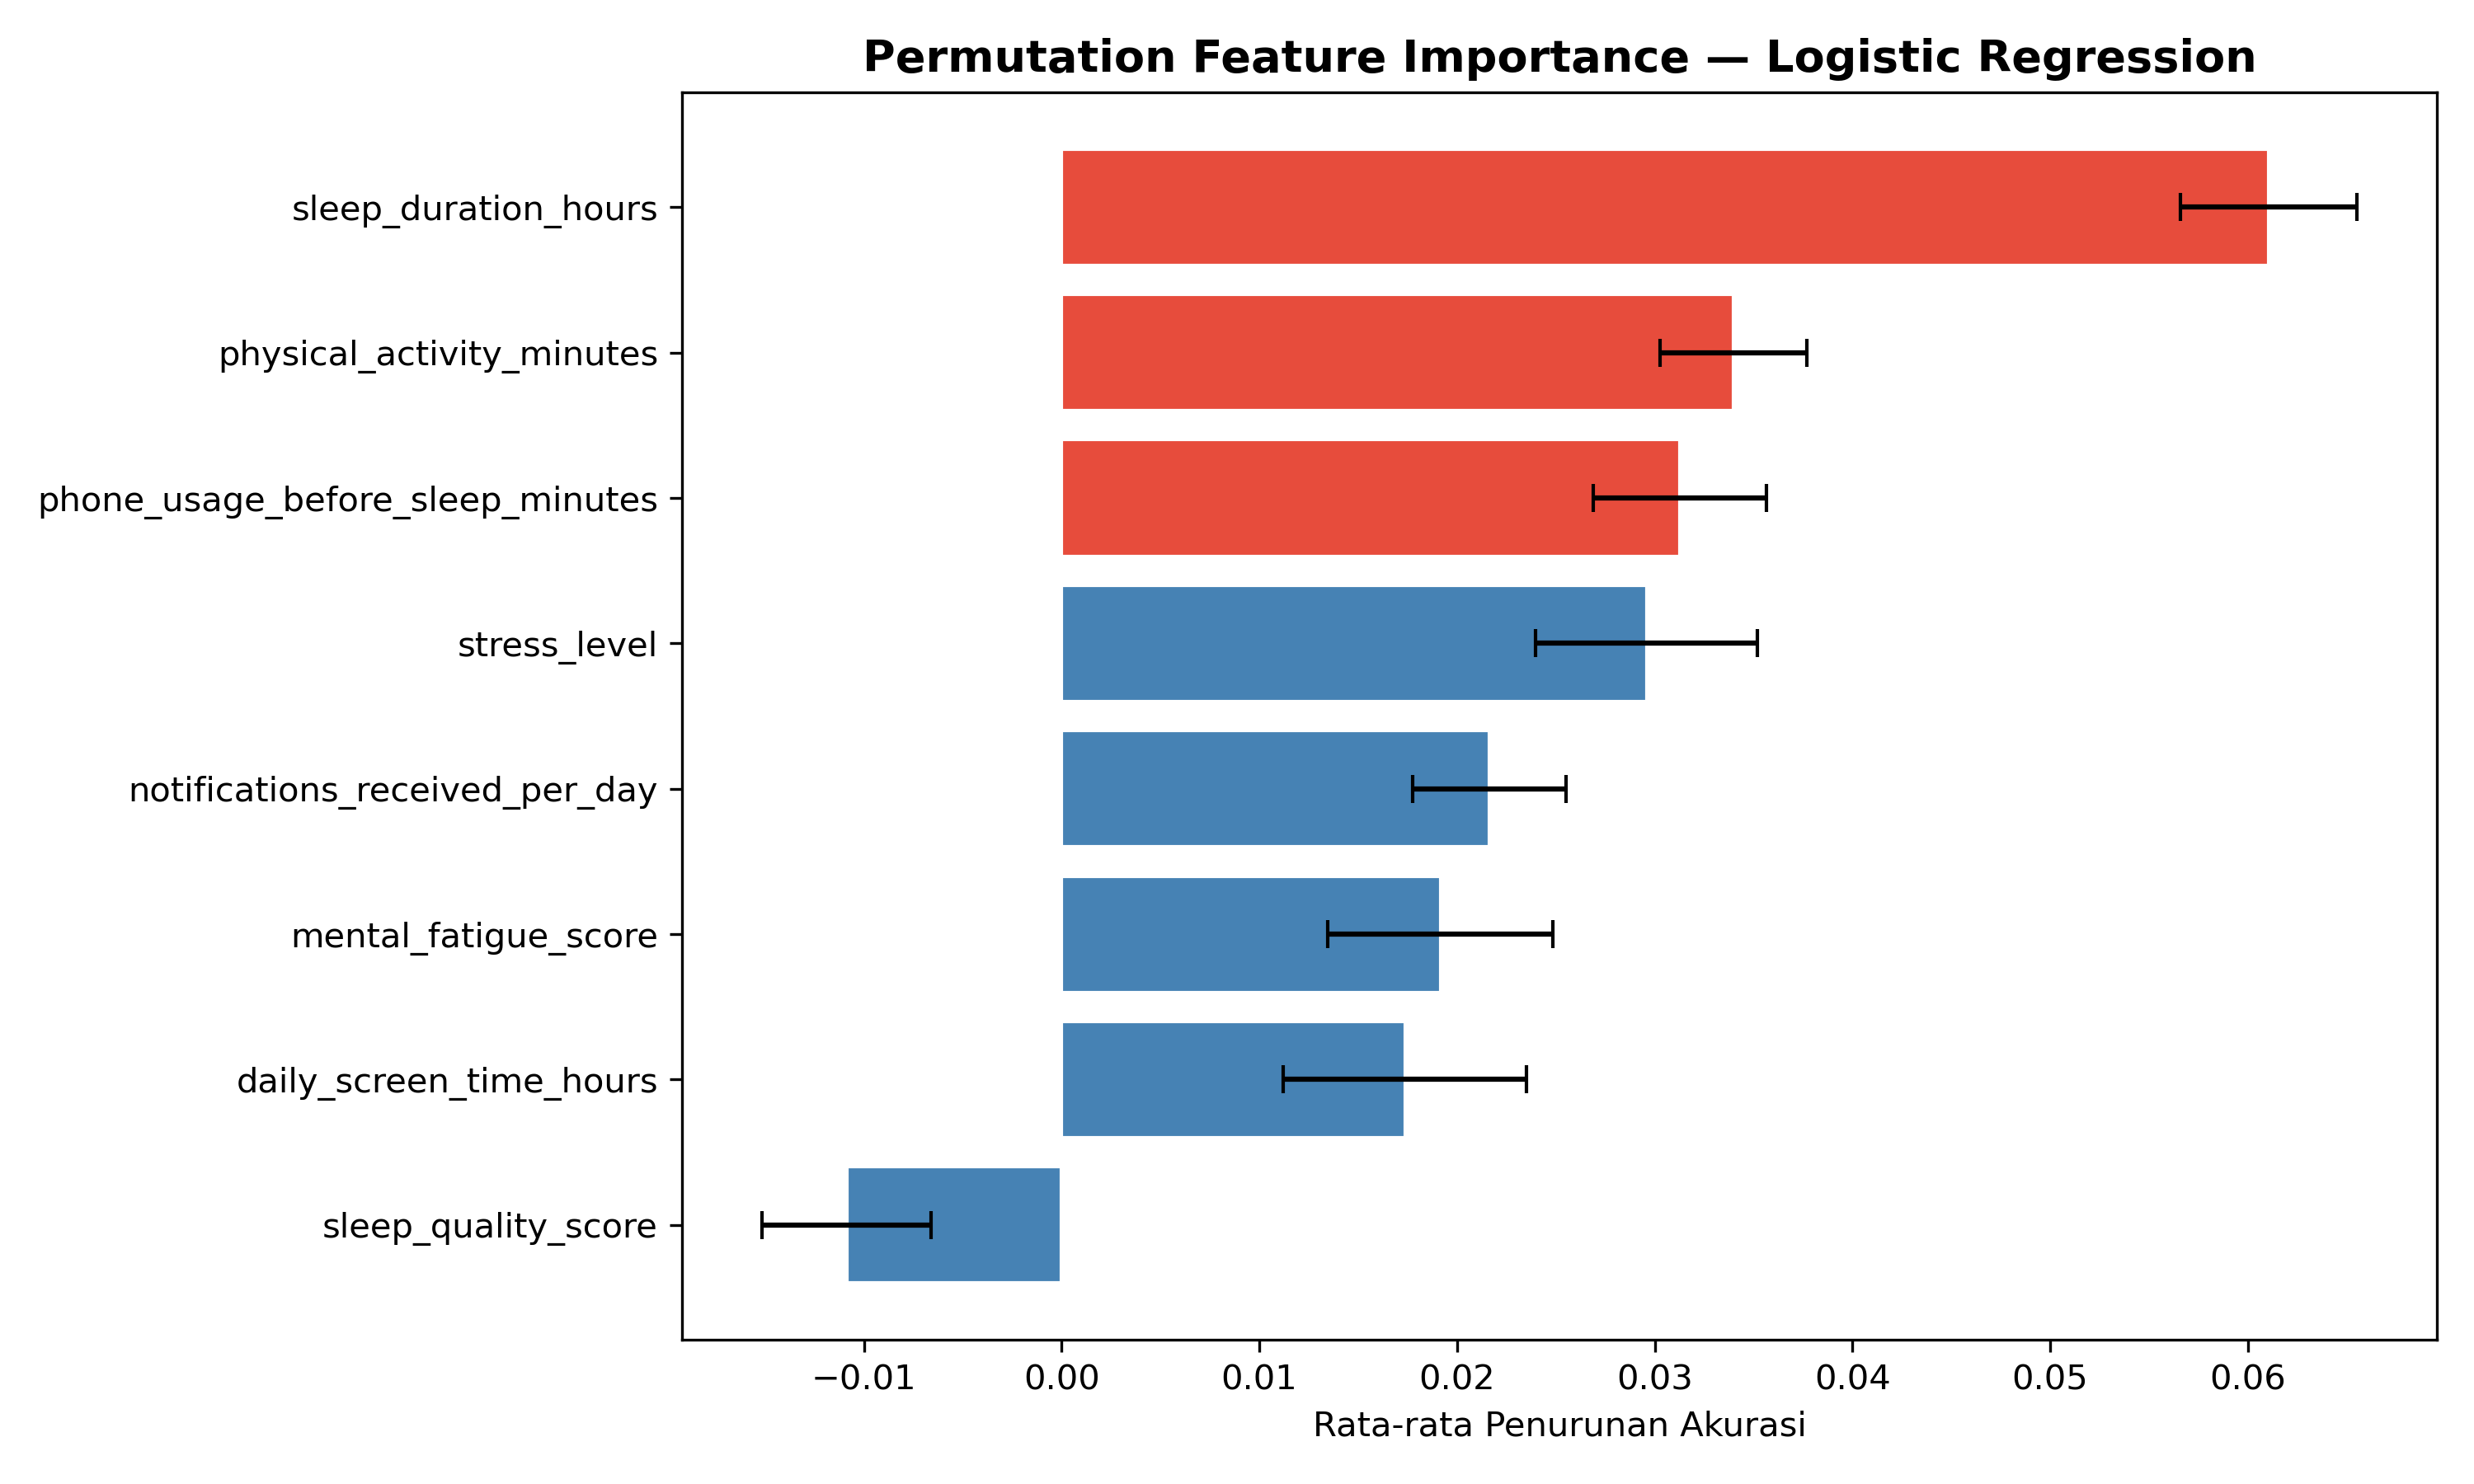 Permutation Feature Importance — Logistic Regression
sleep_duration_hours
physical_activity_minutes
phone_usage_before_sleep_minutes
stress_level
notifications_received_per_day
mental_fatigue_score
daily_screen_time_hours
sleep_quality_score
−0.01 0.00 0.01 0.02 0.03 0.04 0.05 0.06
Rata-rata Penurunan Akurasi